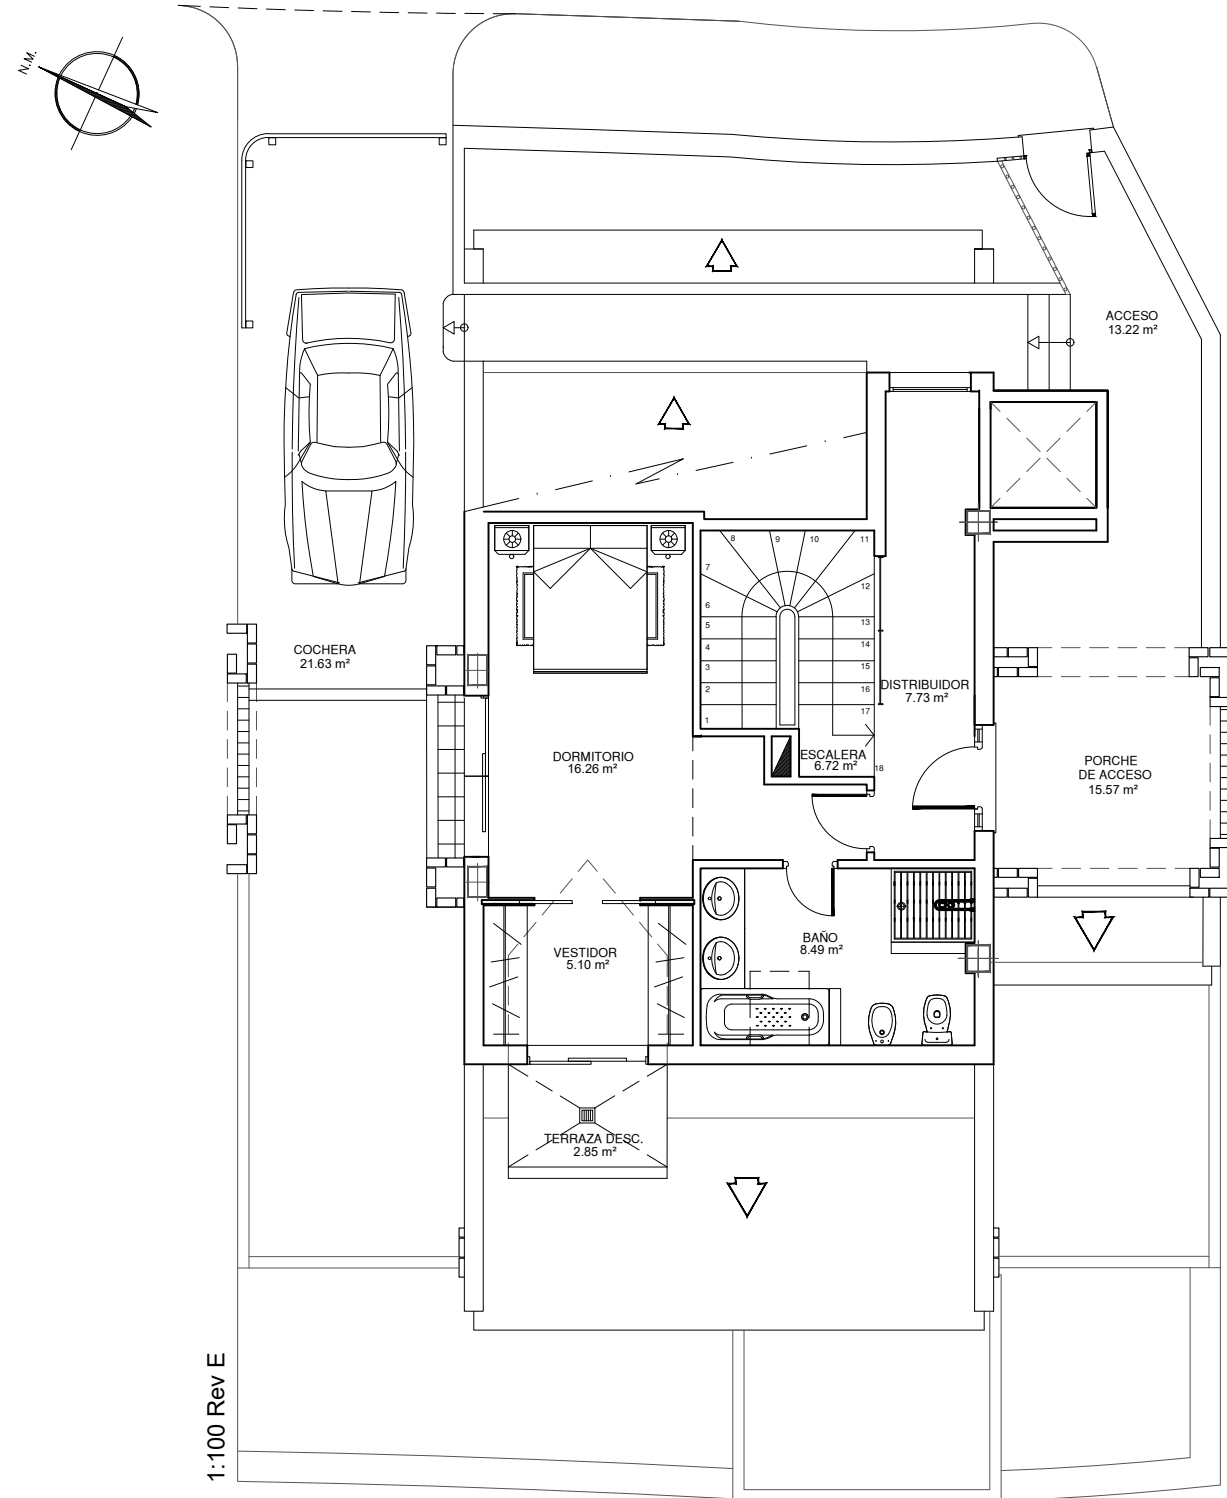 N.M.
ACCESO
13.22 m²
8
9
10
11
7
12
6
5
13
4
14
3
15
2
16
1
17
18
COCHERA
21.63 m²
DISTRIBUIDOR
7.73 m²
DORMITORIO
16.26 m²
ESCALERA
6.72 m²
PORCHE
DE ACCESO
15.57 m²
VESTIDOR
5.10 m²
BAÑO
8.49 m²
TERRAZA DESC.
2.85 m²
1:100 Rev E